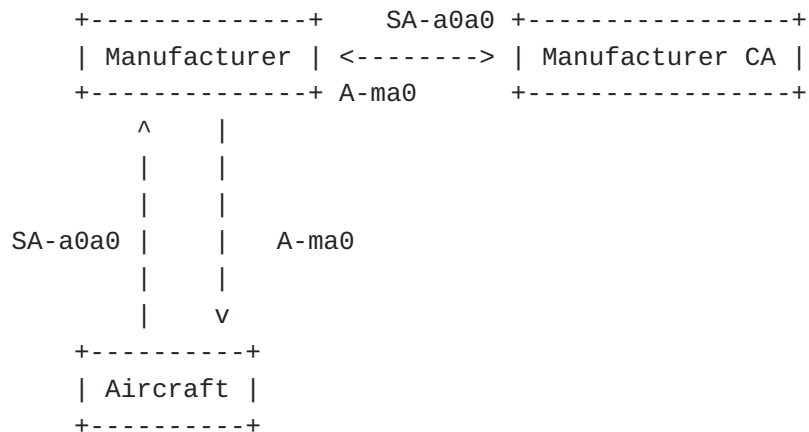 +--------------+    SA-a0a0 +-----------------+
| Manufacturer | <--------> | Manufacturer CA |
+--------------+ A-ma0      +-----------------+
    ^    |
    |    |
    |    |
SA-a0a0 |    |   A-ma0
    |    |
    |    v
+----------+
| Aircraft |
+----------+